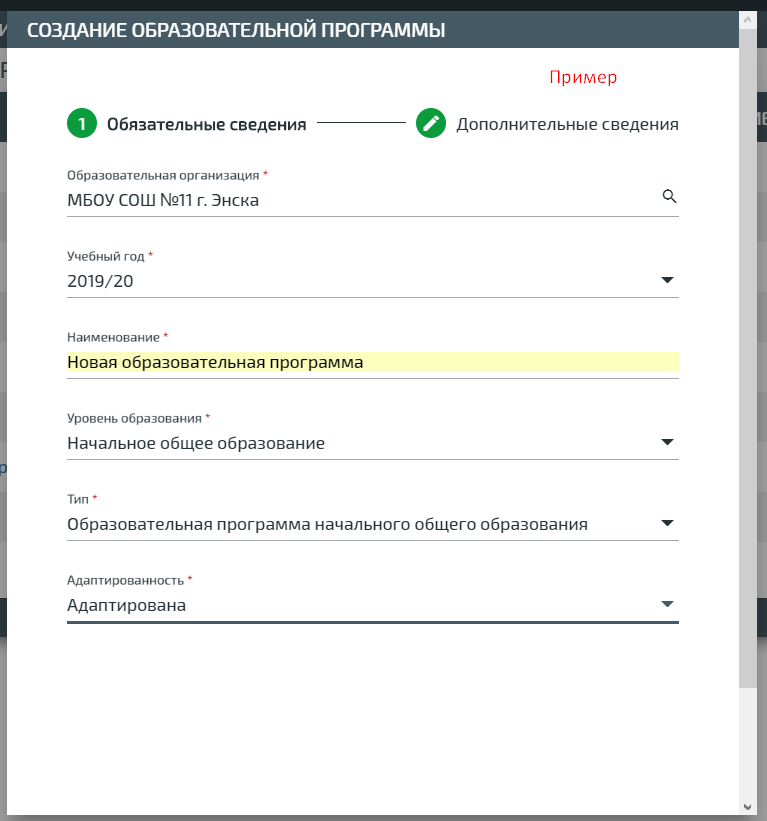 СОЗДАНИЕ ОБРАЗОВАТЕЛЬНОЙ ПРОГРАММЫ
Пример
1 Обязательные сведения Дополнительные сведения
Образовательная организация *
МБОУ СОШ №11 г. Энска
Учебный год *
2019/20
Наименование *
Новая образовательная программа
Уровень образования *
Начальное общее образование
Тип *
Образовательная программа начального общего образования
Адаптированность *
Адаптирована